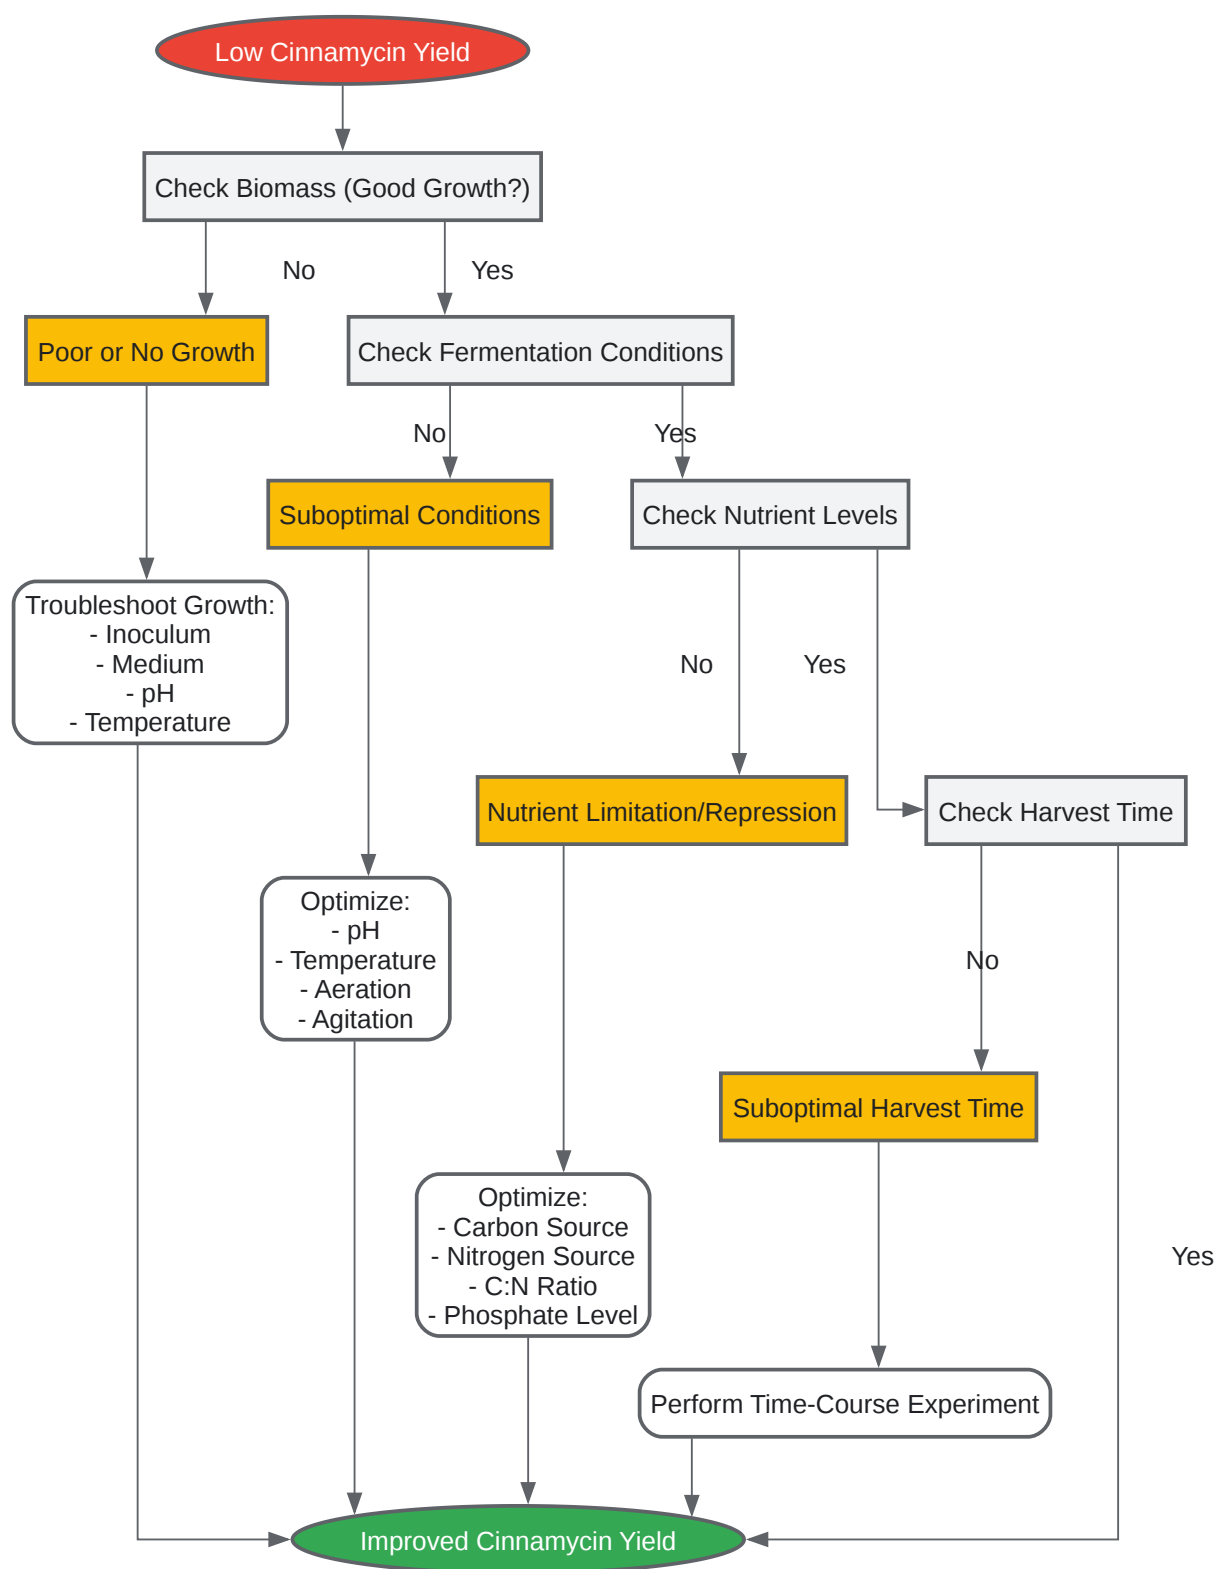 Low Cinnamycin Yield
Check Biomass (Good Growth?)
No
Yes
Poor or No Growth
Check Fermentation Conditions
No
Yes
Suboptimal Conditions
Check Nutrient Levels
Troubleshoot Growth:
- Inoculum
- Medium
- pH
- Temperature
No
Yes
Nutrient Limitation/Repression
Check Harvest Time
Optimize:
- pH
- Temperature
- Aeration
- Agitation
No
Suboptimal Harvest Time
Optimize:
- Carbon Source
- Nitrogen Source
- C:N Ratio
- Phosphate Level
Yes
Perform Time-Course Experiment
Improved Cinnamycin Yield